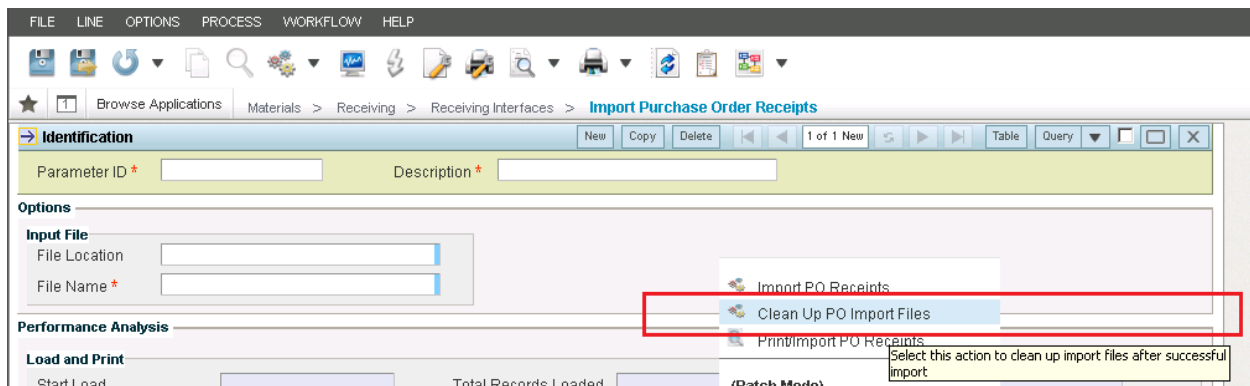 FILE LINE OPTIONS PROCESS WORKFLOW HELP
1 Browse Applications Materials > Receiving > Receiving Interfaces > Import Purchase Order Receipts
Identification New Copy Delete 1 of 1 New Table Query
Parameter ID * Description *
Options
Input File
File Location
File Name *
Import PO Receipts
Clean Up PO Import Files
Print/Import PO Receipts
Select this action to clean up import files after successful
import
Performance Analysis
Load and Print
Start Load Total Records Loaded (Batch Mode)